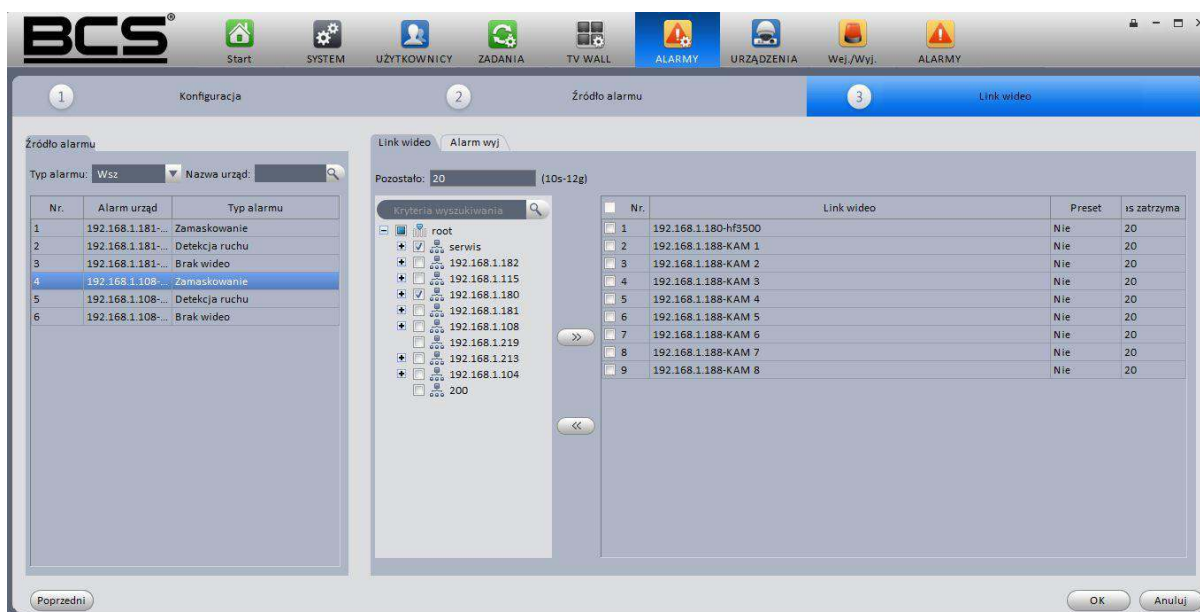 BCS®
Start SYSTEM UŻYTKOWNICY ZADANIA TV WALL ALARMY URZĄDZENIA Wej./Wyj. ALARMY
1 Konfiguracja 2 Źródło alarmu 3 Link wideo
Źródło alarmu
Typ alarmu: Wsz Nazwa urząd:
Nr. Alarm urząd Typ alarmu
1 192.168.1.181-... Zamaskowanie
2 192.168.1.181-... Detekcja ruchu
3 192.168.1.181-... Brak wideo
4 192.168.1.108-... Zamaskowanie
5 192.168.1.108-... Detekcja ruchu
6 192.168.1.108-... Brak wideo
Link wideo Alarm wyj
Pozostało: 20 (10s-12g)
Kryteria wyszukiwania
root
serwis
192.168.1.182
192.168.1.115
192.168.1.180
192.168.1.181
192.168.1.108
192.168.1.219
192.168.1.213
192.168.1.104
200
Nr. Link wideo Preset as zatrzyma
1 192.168.1.180-hf3500 Nie 20
2 192.168.1.188-KAM 1 Nie 20
3 192.168.1.188-KAM 2 Nie 20
4 192.168.1.188-KAM 3 Nie 20
5 192.168.1.188-KAM 4 Nie 20
6 192.168.1.188-KAM 5 Nie 20
7 192.168.1.188-KAM 6 Nie 20
8 192.168.1.188-KAM 7 Nie 20
9 192.168.1.188-KAM 8 Nie 20
Poprzedni OK Anuluj